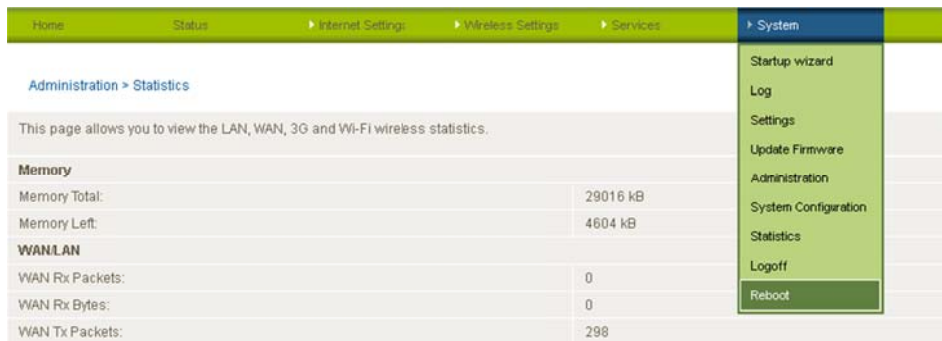 Home Status Internet Settings Wireless Settings Services System
Startup wizard
Administration > Statistics
Log
This page allows you to view the LAN, WAN, 3G and Wi-Fi wireless statistics.
Settings
Update Firmware
Memory
Administration
Memory Total: 29016 kB
System Configuration
Memory Left: 4604 kB
Statistics
WAN/LAN
Logoff
WAN Rx Packets: 0
Reboot
WAN Rx Bytes: 0
WAN Tx Packets: 298